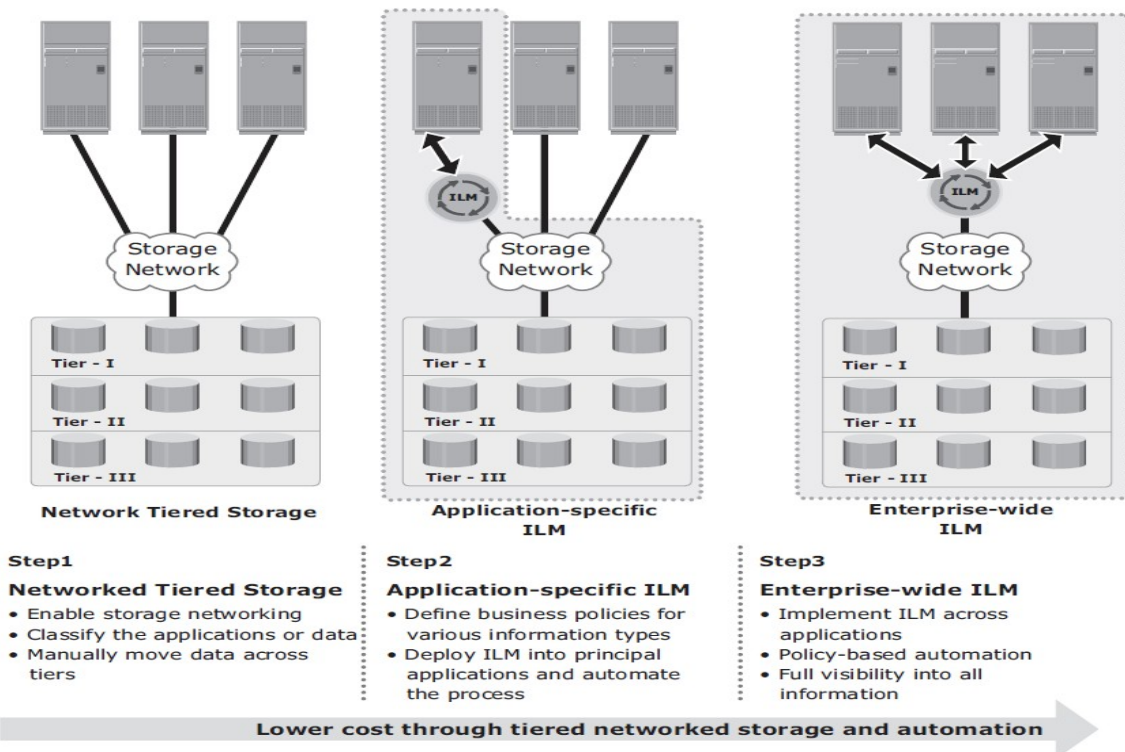 ILM
ILM
Storage
Network
Storage
Network
Storage
Network
Tier - I
Tier - II
Tier - III
Tier - I
Tier - II
Tier - III
Tier - I
Tier - II
Tier - III
Network Tiered Storage
Application-specific
ILM
Enterprise-wide
ILM
Step1
Networked Tiered Storage
• Enable storage networking
• Classify the applications or data
• Manually move data across
tiers
Step2
Application-specific ILM
• Define business policies for
various information types
• Deploy ILM into principal
applications and automate
the process
Step3
Enterprise-wide ILM
• Implement ILM across
applications
• Policy-based automation
• Full visibility into all
information
Lower cost through tiered networked storage and automation